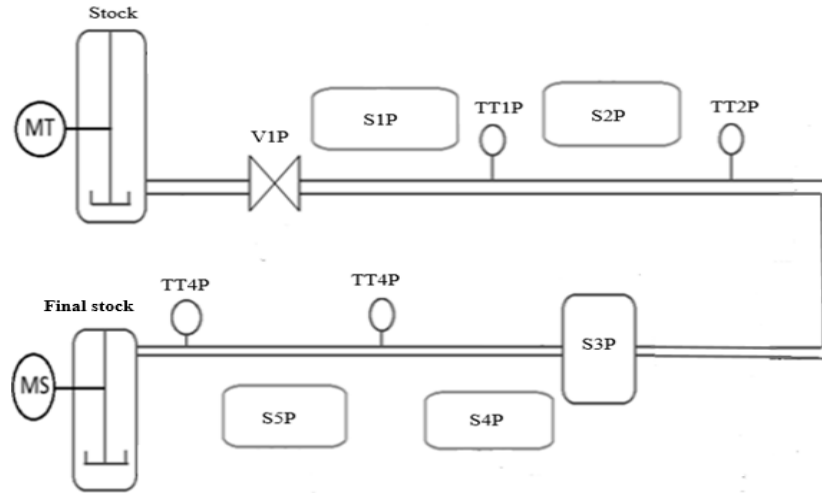 Stock
MT
V1P
S1P
TT1P
S2P
TT2P
Final stock
TT4P
TT4P
S3P
MS
S5P
S4P